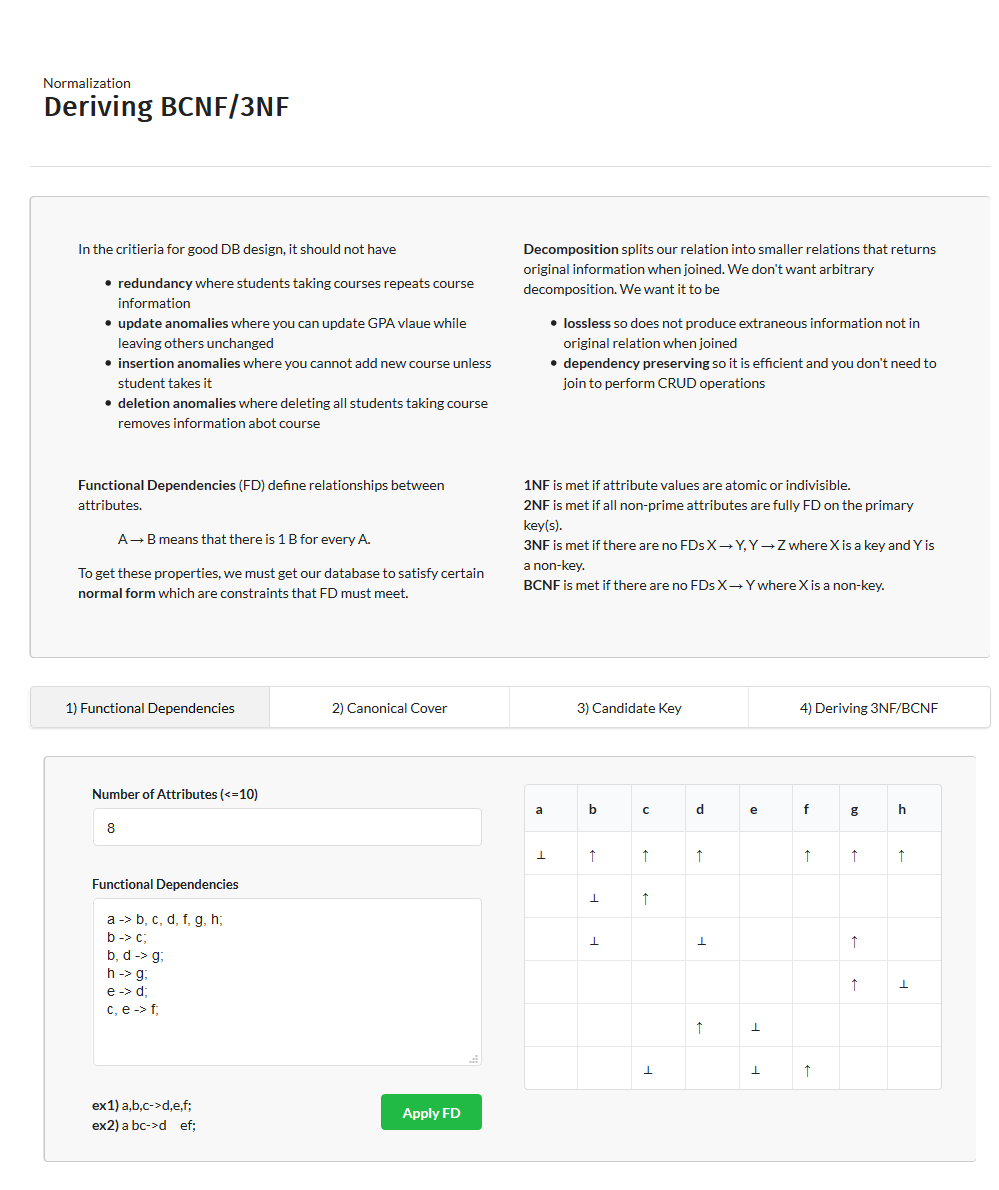 Normalization
Deriving BCNF/3NF
In the critieria for good DB design, it should not have
• redundancy where students taking courses repeats course
information
• update anomalies where you can update GPA vlaue while
leaving others unchanged
• insertion anomalies where you cannot add new course unless
student takes it
• deletion anomalies where deleting all students taking course
removes information abot course
Decomposition splits our relation into smaller relations that returns
original information when joined. We don't want arbitrary
decomposition. We want it to be
• lossless so does not produce extraneous information not in
original relation when joined
• dependency preserving so it is efficient and you don't need to
join to perform CRUD operations
Functional Dependencies (FD) define relationships between
attributes.
A → B means that there is 1 B for every A.
To get these properties, we must get our database to satisfy certain
normal form which are constraints that FD must meet.
1NF is met if attribute values are atomic or indivisible.
2NF is met if all non-prime attributes are fully FD on the primary
key(s).
3NF is met if there are no FDs X → Y, Y → Z where X is a key and Y is
a non-key.
BCNF is met if there are no FDs X → Y where X is a non-key.
1) Functional Dependencies
2) Canonical Cover
3) Candidate Key
4) Deriving 3NF/BCNF
Number of Attributes (<=10)
8
Functional Dependencies
a -> b, c, d, f, g, h;
b -> c;
b, d -> g;
h -> g;
e -> d;
c, e -> f;
ex1) a,b,c->d,e,f;
ex2) a bc->d ef;
Apply FD
a b c d e f g h
⊥ ↑ ↑ ↑ ↑ ↑ ↑
⊥ ↑
⊥ ⊥ ↑
↑ ⊥
↑ ⊥
⊥ ⊥ ↑